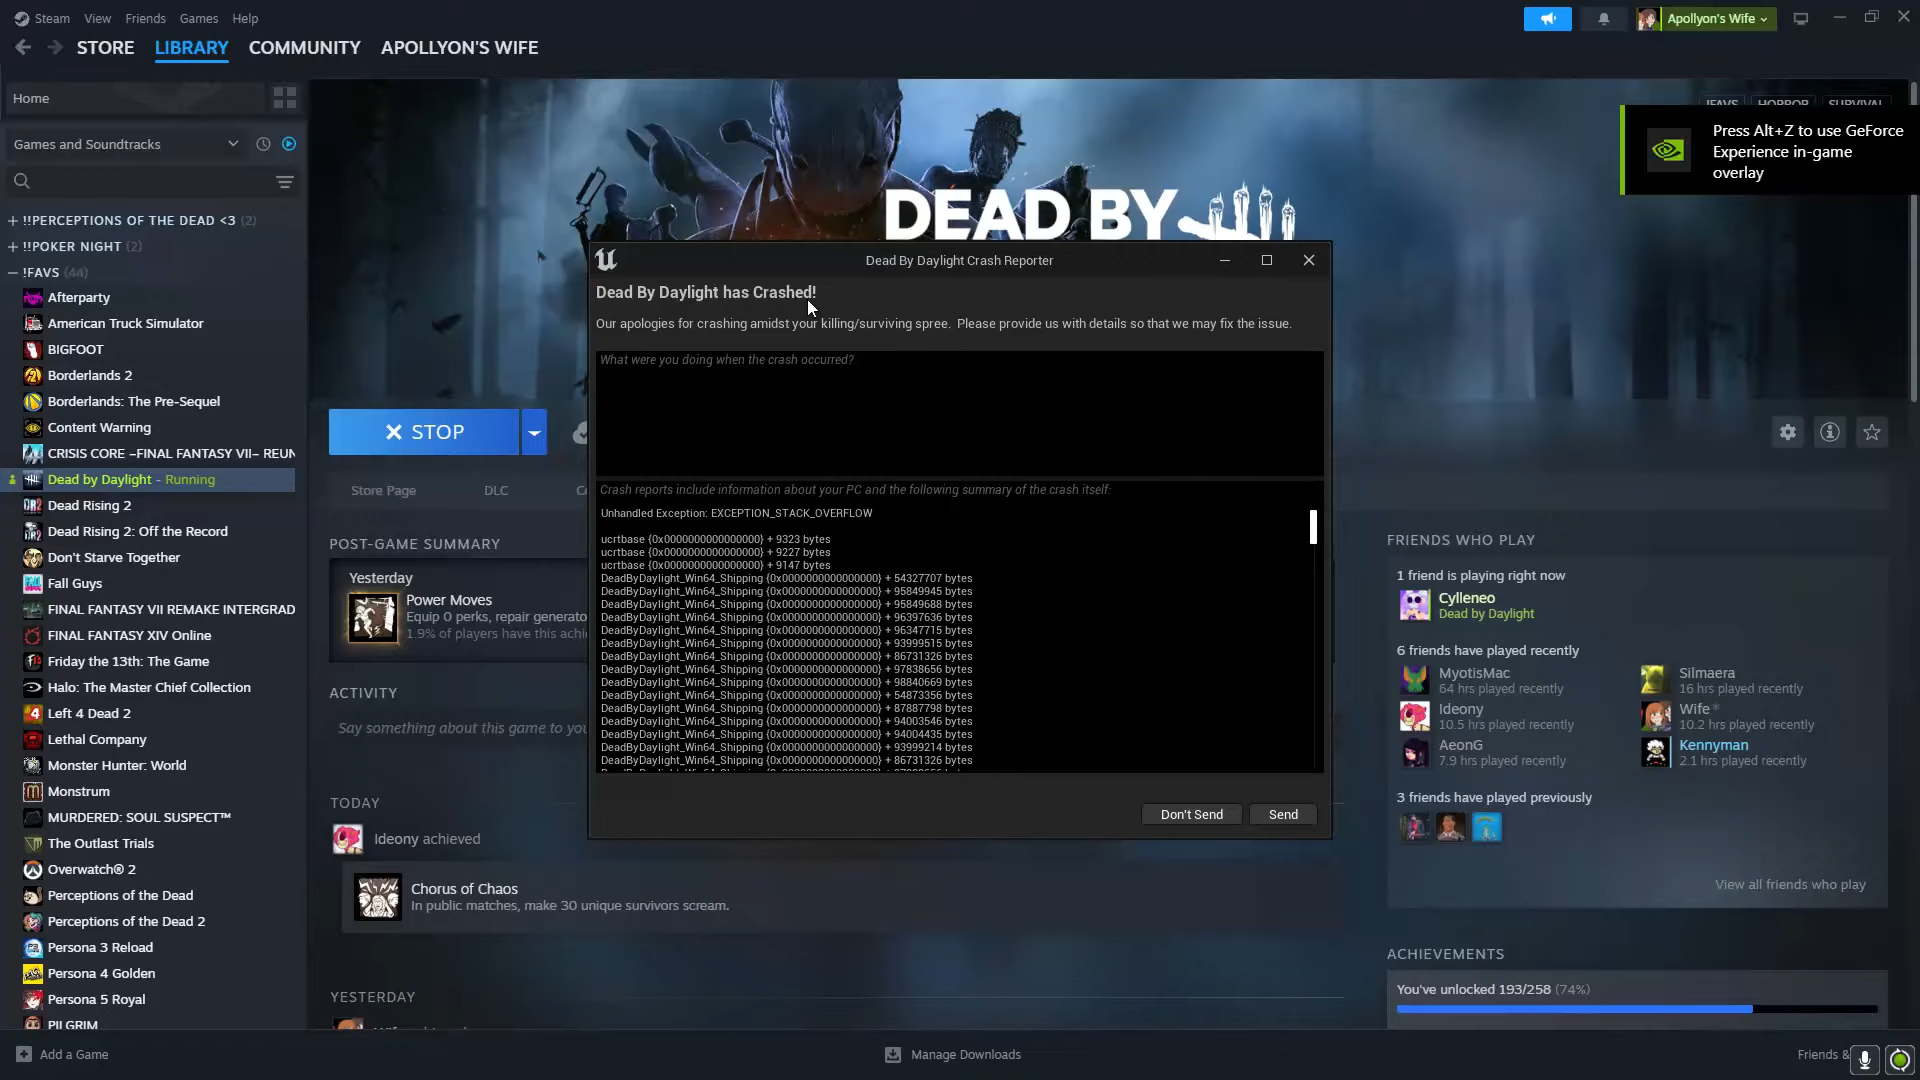 Steam View Friends Games Help
Apollyon's Wife
STORE LIBRARY COMMUNITY APOLLYON'S WIFE
Home
Games and Soundtracks
!!PERCEPTIONS OF THE DEAD <3 (2)
!!POKER NIGHT (2)
!FAVS (44)
Afterparty
American Truck Simulator
BIGFOOT
Borderlands 2
Borderlands: The Pre-Sequel
Content Warning
CRISIS CORE –FINAL FANTASY VII– REUN
Dead by Daylight - Running
Dead Rising 2
Dead Rising 2: Off the Record
Don't Starve Together
Fall Guys
FINAL FANTASY VII REMAKE INTERGRAD
FINAL FANTASY XIV Online
Friday the 13th: The Game
Halo: The Master Chief Collection
Left 4 Dead 2
Lethal Company
Monster Hunter: World
Monstrum
MURDERED: SOUL SUSPECT™
The Outlast Trials
Overwatch® 2
Perceptions of the Dead
Perceptions of the Dead 2
Persona 3 Reload
Persona 4 Golden
Persona 5 Royal
PILGRIM
Add a Game
!FAVS HORROR SURVIVAL
Press Alt+Z to use GeForce
Experience in-game
overlay
DEAD BY
STOP
Store Page DLC
POST-GAME SUMMARY
Yesterday
Power Moves
Equip 0 perks, repair generato
1.9% of players have this achi
ACTIVITY
Say something about this game to you
TODAY
Ideony achieved
Chorus of Chaos
In public matches, make 30 unique survivors scream.
YESTERDAY
Dead By Daylight Crash Reporter
Dead By Daylight has Crashed!
Our apologies for crashing amidst your killing/surviving spree. Please provide us with details so that we may fix the issue.
What were you doing when the crash occurred?
Crash reports include information about your PC and the following summary of the crash itself:
Unhandled Exception: EXCEPTION_STACK_OVERFLOW
ucrtbase {0x0000000000000000} + 9323 bytes
ucrtbase {0x0000000000000000} + 9227 bytes
ucrtbase {0x0000000000000000} + 9147 bytes
DeadByDaylight_Win64_Shipping {0x0000000000000000} + 54327707 bytes
DeadByDaylight_Win64_Shipping {0x0000000000000000} + 95849945 bytes
DeadByDaylight_Win64_Shipping {0x0000000000000000} + 95849688 bytes
DeadByDaylight_Win64_Shipping {0x0000000000000000} + 96397636 bytes
DeadByDaylight_Win64_Shipping {0x0000000000000000} + 96347715 bytes
DeadByDaylight_Win64_Shipping {0x0000000000000000} + 93999515 bytes
DeadByDaylight_Win64_Shipping {0x0000000000000000} + 86731326 bytes
DeadByDaylight_Win64_Shipping {0x0000000000000000} + 97838656 bytes
DeadByDaylight_Win64_Shipping {0x0000000000000000} + 98840669 bytes
DeadByDaylight_Win64_Shipping {0x0000000000000000} + 54873356 bytes
DeadByDaylight_Win64_Shipping {0x0000000000000000} + 87887798 bytes
DeadByDaylight_Win64_Shipping {0x0000000000000000} + 94003546 bytes
DeadByDaylight_Win64_Shipping {0x0000000000000000} + 94004435 bytes
DeadByDaylight_Win64_Shipping {0x0000000000000000} + 93999214 bytes
DeadByDaylight_Win64_Shipping {0x0000000000000000} + 86731326 bytes
Don't Send Send
FRIENDS WHO PLAY
1 friend is playing right now
Cylleneo
Dead by Daylight
6 friends have played recently
MyotisMac
64 hrs played recently
Silmaera
16 hrs played recently
Ideony
10.5 hrs played recently
Wife *
10.2 hrs played recently
AeonG
7.9 hrs played recently
Kennyman
2.1 hrs played recently
3 friends have played previously
View all friends who play
ACHIEVEMENTS
You've unlocked 193/258 (74%)
Manage Downloads
Friends &